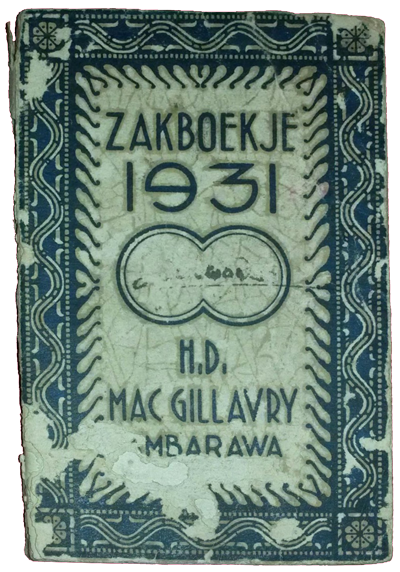 ZAKBOEKJE
1931
H.D.
MAC GILLAVRY
MBARAWA